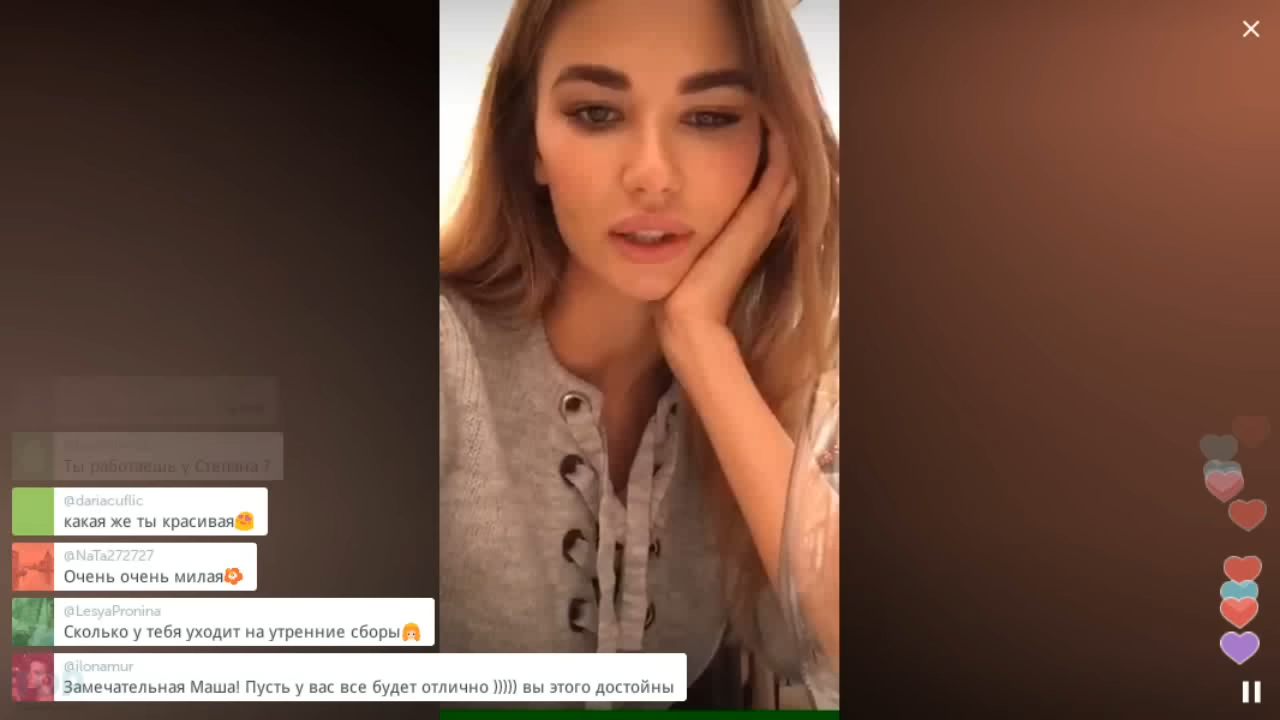 Ты работаешь у Степана ?
@dariacuflic
какая же ты красивая😍
@NaTa272727
Очень очень милая
@LesyaPronina
Сколько у тебя уходит на утренние сборы
@ilonamur
Замечательная Маша! Пусть у вас все будет отлично ))))) вы этого достойны